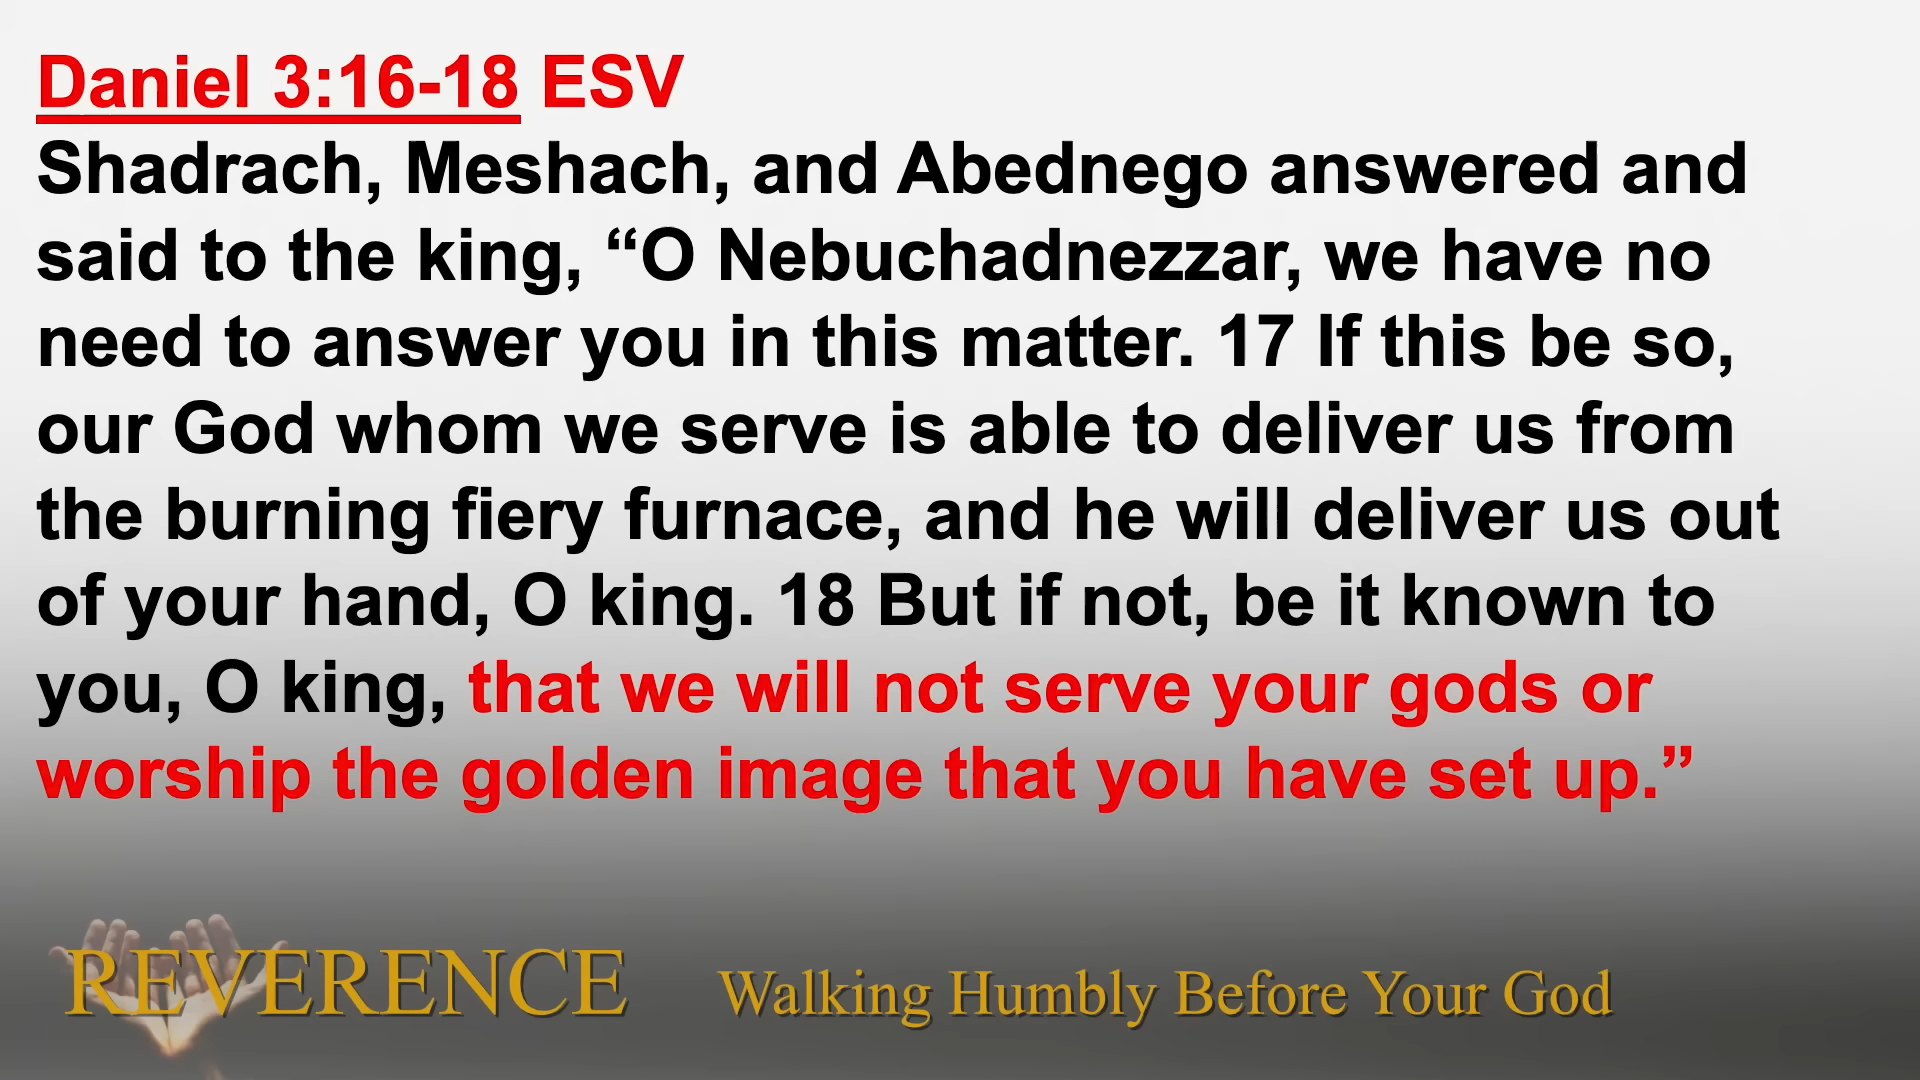 Daniel 3:16-18 ESV
Shadrach, Meshach, and Abednego answered and
said to the king, “O Nebuchadnezzar, we have no
need to answer you in this matter. 17 If this be so,
our God whom we serve is able to deliver us from
the burning fiery furnace, and he will deliver us out
of your hand, O king. 18 But if not, be it known to
you, O king, that we will not serve your gods or
worship the golden image that you have set up.”
REVERENCE Walking Humbly Before Your God